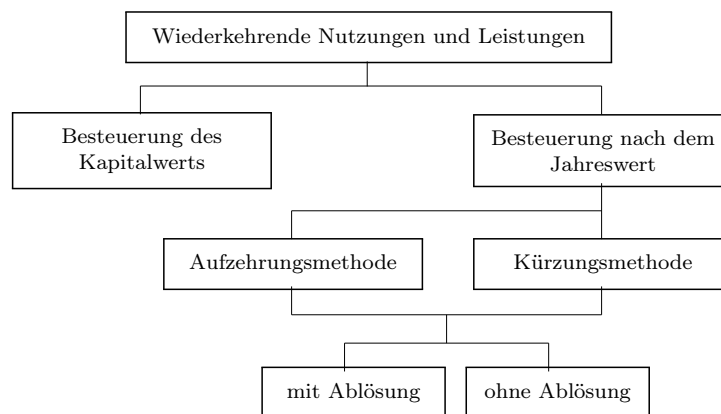 Wiederkehrende Nutzungen und Leistungen
Besteuerung des
Kapitalwerts
Besteuerung nach dem
Jahreswert
Aufzehrungsmethode
Kürzungsmethode
mit Ablösung
ohne Ablösung